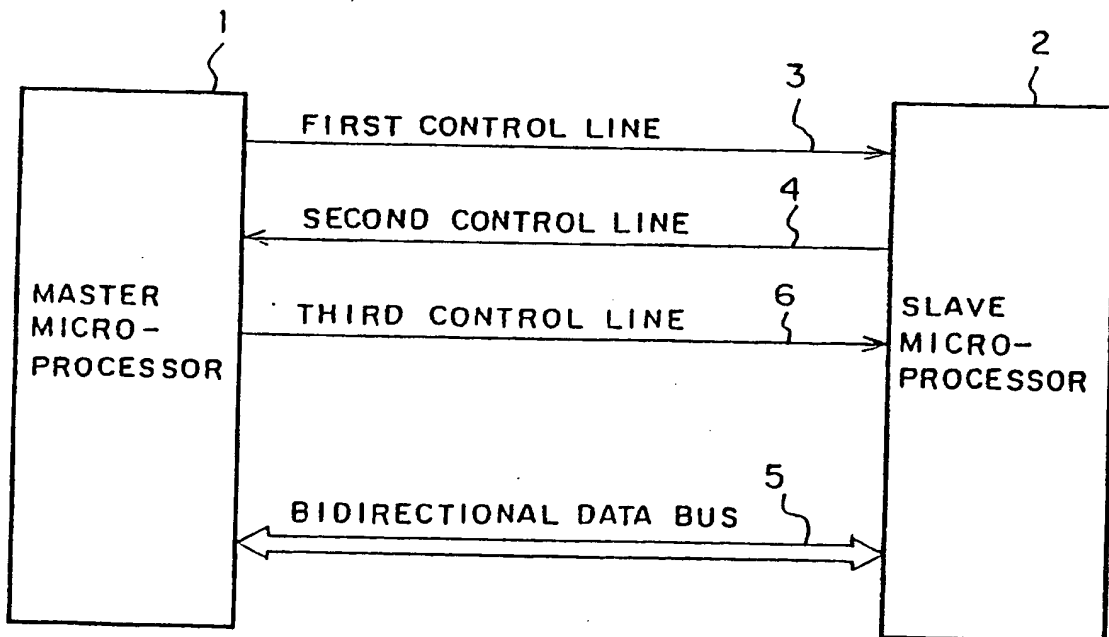 1
2
3
FIRST CONTROL LINE
4
SECOND CONTROL LINE
6
THIRD CONTROL LINE
MASTER
MICRO-
PROCESSOR
SLAVE
MICRO-
PROCESSOR
5
BIDIRECTIONAL DATA BUS